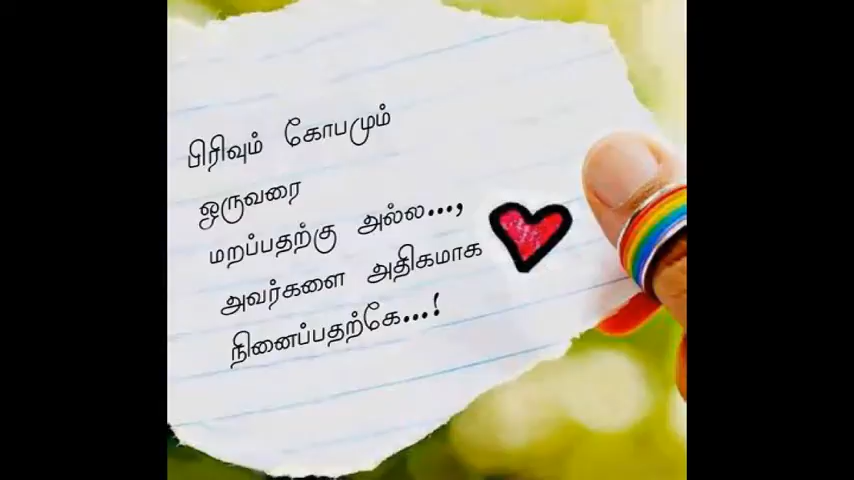 பிரிவும் கோபமும்
ஒருவரை
மறப்பதற்கு அல்ல...,
அவர்களை அதிகமாக
நினைப்பதற்கே...!